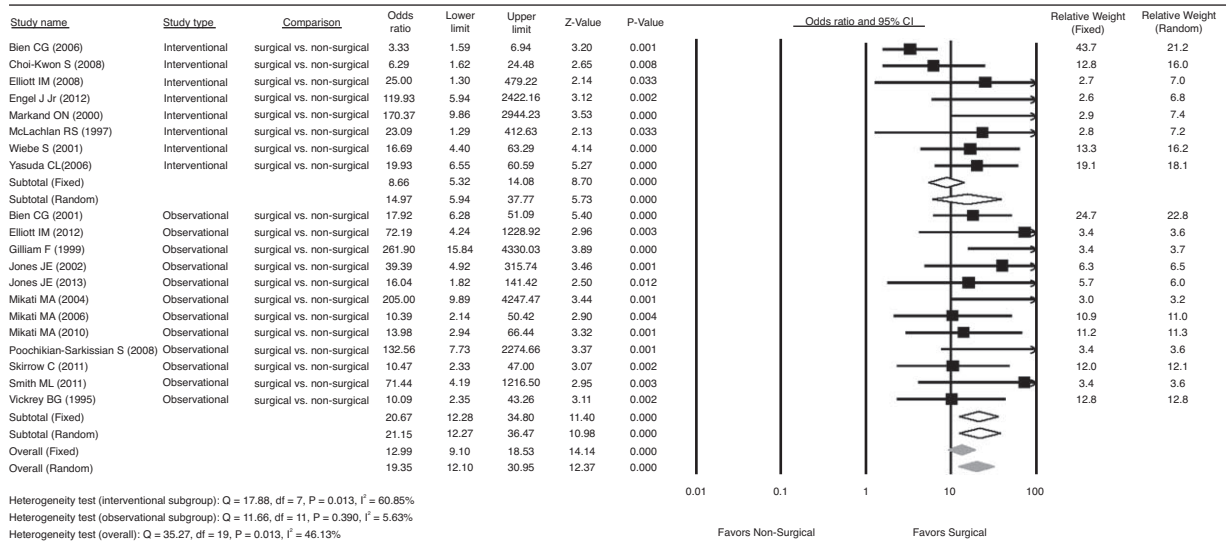 Study name Study type Comparison Odds ratio Lower limit Upper limit Z-Value P-Value Odds ratio and 95% CI Relative Weight (Fixed) Relative Weight (Random)
Bien CG (2006) Interventional surgical vs. non-surgical 3.33 1.59 6.94 3.20 0.001 43.7 21.2
Choi-Kwon S (2008) Interventional surgical vs. non-surgical 6.29 1.62 24.48 2.65 0.008 12.8 16.0
Elliott IM (2008) Interventional surgical vs. non-surgical 25.00 1.30 479.22 2.14 0.033 2.7 7.0
Engel J Jr (2012) Interventional surgical vs. non-surgical 119.93 5.94 2422.16 3.12 0.002 2.6 6.8
Markand ON (2000) Interventional surgical vs. non-surgical 170.37 9.86 2944.23 3.53 0.000 2.9 7.4
McLachlan RS (1997) Interventional surgical vs. non-surgical 23.09 1.29 412.63 2.13 0.033 2.8 7.2
Wiebe S (2001) Interventional surgical vs. non-surgical 16.69 4.40 63.29 4.14 0.000 13.3 16.2
Yasuda CL(2006) Interventional surgical vs. non-surgical 19.93 6.55 60.59 5.27 0.000 19.1 18.1
Subtotal (Fixed) 8.66 5.32 14.08 8.70 0.000
Subtotal (Random) 14.97 5.94 37.77 5.73 0.000
Bien CG (2001) Observational surgical vs. non-surgical 17.92 6.28 51.09 5.40 0.000 24.7 22.8
Elliott IM (2012) Observational surgical vs. non-surgical 72.19 4.24 1228.92 2.96 0.003 3.4 3.6
Gilliam F (1999) Observational surgical vs. non-surgical 261.90 15.84 4330.03 3.89 0.000 3.4 3.7
Jones JE (2002) Observational surgical vs. non-surgical 39.39 4.92 315.74 3.46 0.001 6.3 6.5
Jones JE (2013) Observational surgical vs. non-surgical 16.04 1.82 141.42 2.50 0.012 5.7 6.0
Mikati MA (2004) Observational surgical vs. non-surgical 205.00 9.89 4247.47 3.44 0.001 3.0 3.2
Mikati MA (2006) Observational surgical vs. non-surgical 10.39 2.14 50.42 2.90 0.004 10.9 11.0
Mikati MA (2010) Observational surgical vs. non-surgical 13.98 2.94 66.44 3.32 0.001 11.2 11.3
Poochikian-Sarkissian S (2008) Observational surgical vs. non-surgical 132.56 7.73 2274.66 3.37 0.001 3.4 3.6
Skirrow C (2011) Observational surgical vs. non-surgical 10.47 2.33 47.00 3.07 0.002 12.0 12.1
Smith ML (2011) Observational surgical vs. non-surgical 71.44 4.19 1216.50 2.95 0.003 3.4 3.6
Vickrey BG (1995) Observational surgical vs. non-surgical 10.09 2.35 43.26 3.11 0.002 12.8 12.8
Subtotal (Fixed) 20.67 12.28 34.80 11.40 0.000
Subtotal (Random) 21.15 12.27 36.47 10.98 0.000
Overall (Fixed) 12.99 9.10 18.53 14.14 0.000
Overall (Random) 19.35 12.10 30.95 12.37 0.000
0.01 0.1 1 10 100
Heterogeneity test (interventional subgroup): Q = 17.88, df = 7, P = 0.013, I² = 60.85%
Heterogeneity test (observational subgroup): Q = 11.66, df = 11, P = 0.390, I² = 5.63%
Heterogeneity test (overall): Q = 35.27, df = 19, P = 0.013, I² = 46.13%
Favors Non-Surgical Favors Surgical